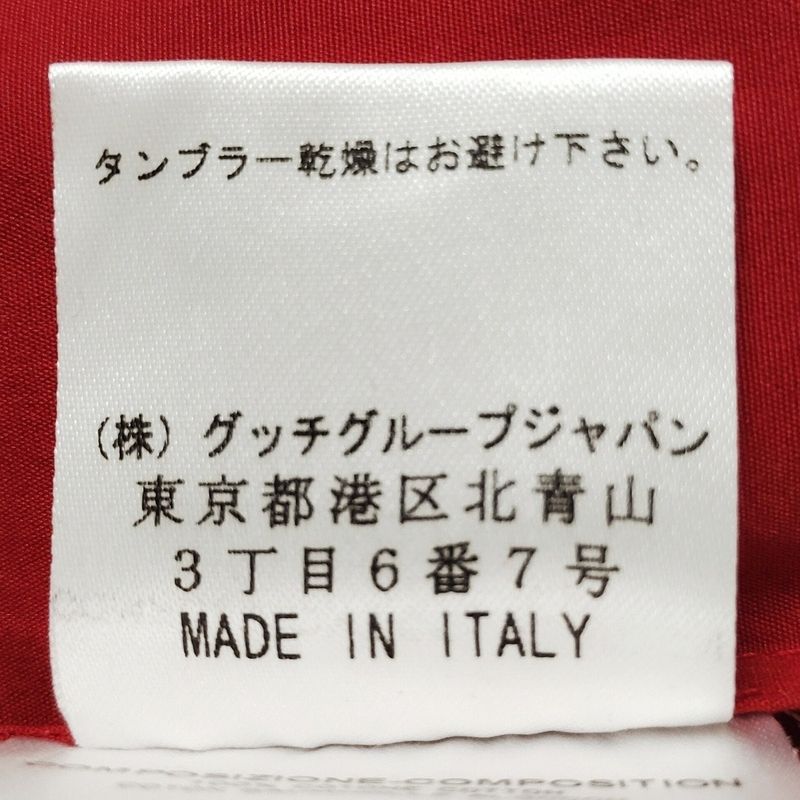 タンブラー乾燥はお避け下さい。
(株) グッチグループジャパン
東京都港区北青山
3丁目6番7号
MADE IN ITALY
COMPOSIZIONE-COMPOSITION